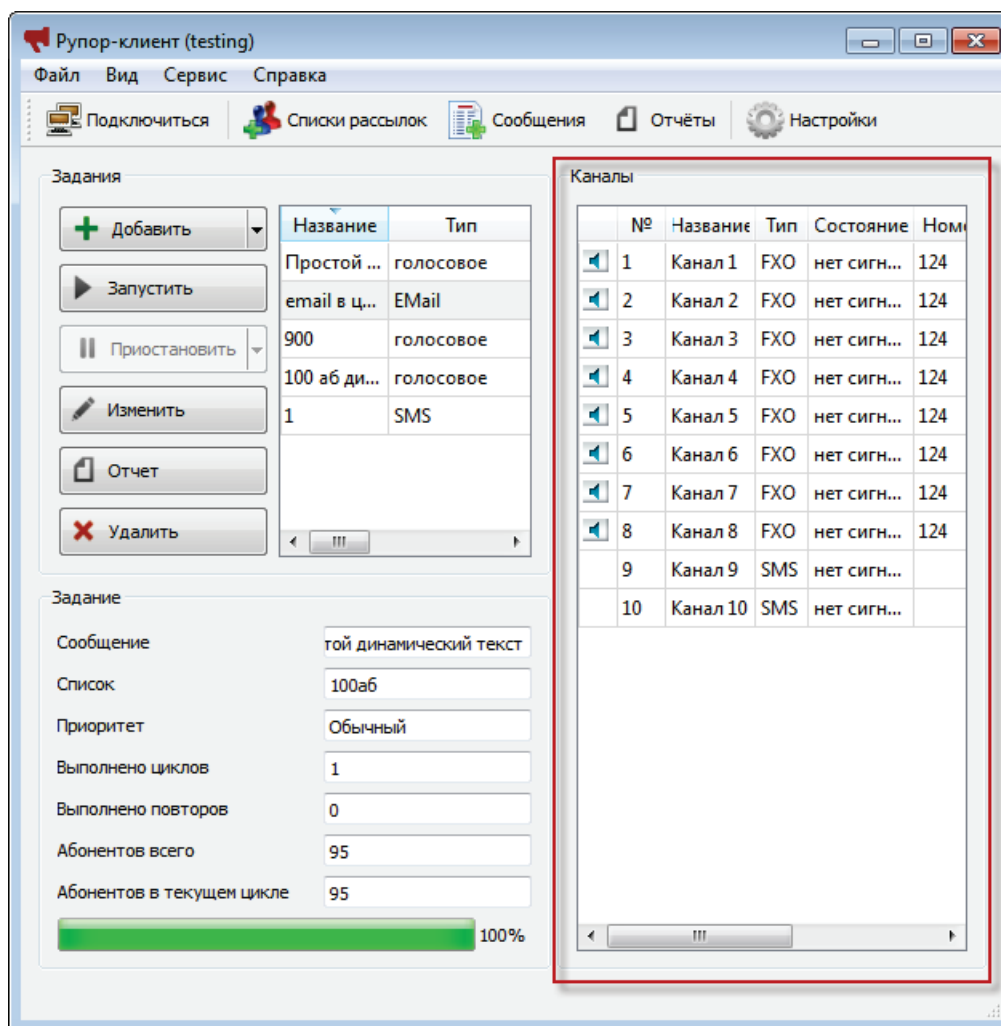 Рупор-клиент (testing)
Файл Вид Сервис Справка
Подключиться Списки рассылок Сообщения Отчёты Настройки
Задания
Добавить
Запустить
Приостановить
Изменить
Отчет
Удалить
Название Тип
Простой ... голосовое
email в ц... EMail
900 голосовое
100 аб ди... голосовое
1 SMS
Задание
Сообщение той динамический текст
Список 100аб
Приоритет Обычный
Выполнено циклов 1
Выполнено повторов 0
Абонентов всего 95
Абонентов в текущем цикле 95
100%
Каналы
№ Название Тип Состояние Номе
1 Канал 1 FXO нет сигн... 124
2 Канал 2 FXO нет сигн... 124
3 Канал 3 FXO нет сигн... 124
4 Канал 4 FXO нет сигн... 124
5 Канал 5 FXO нет сигн... 124
6 Канал 6 FXO нет сигн... 124
7 Канал 7 FXO нет сигн... 124
8 Канал 8 FXO нет сигн... 124
9 Канал 9 SMS нет сигн...
10 Канал 10 SMS нет сигн...